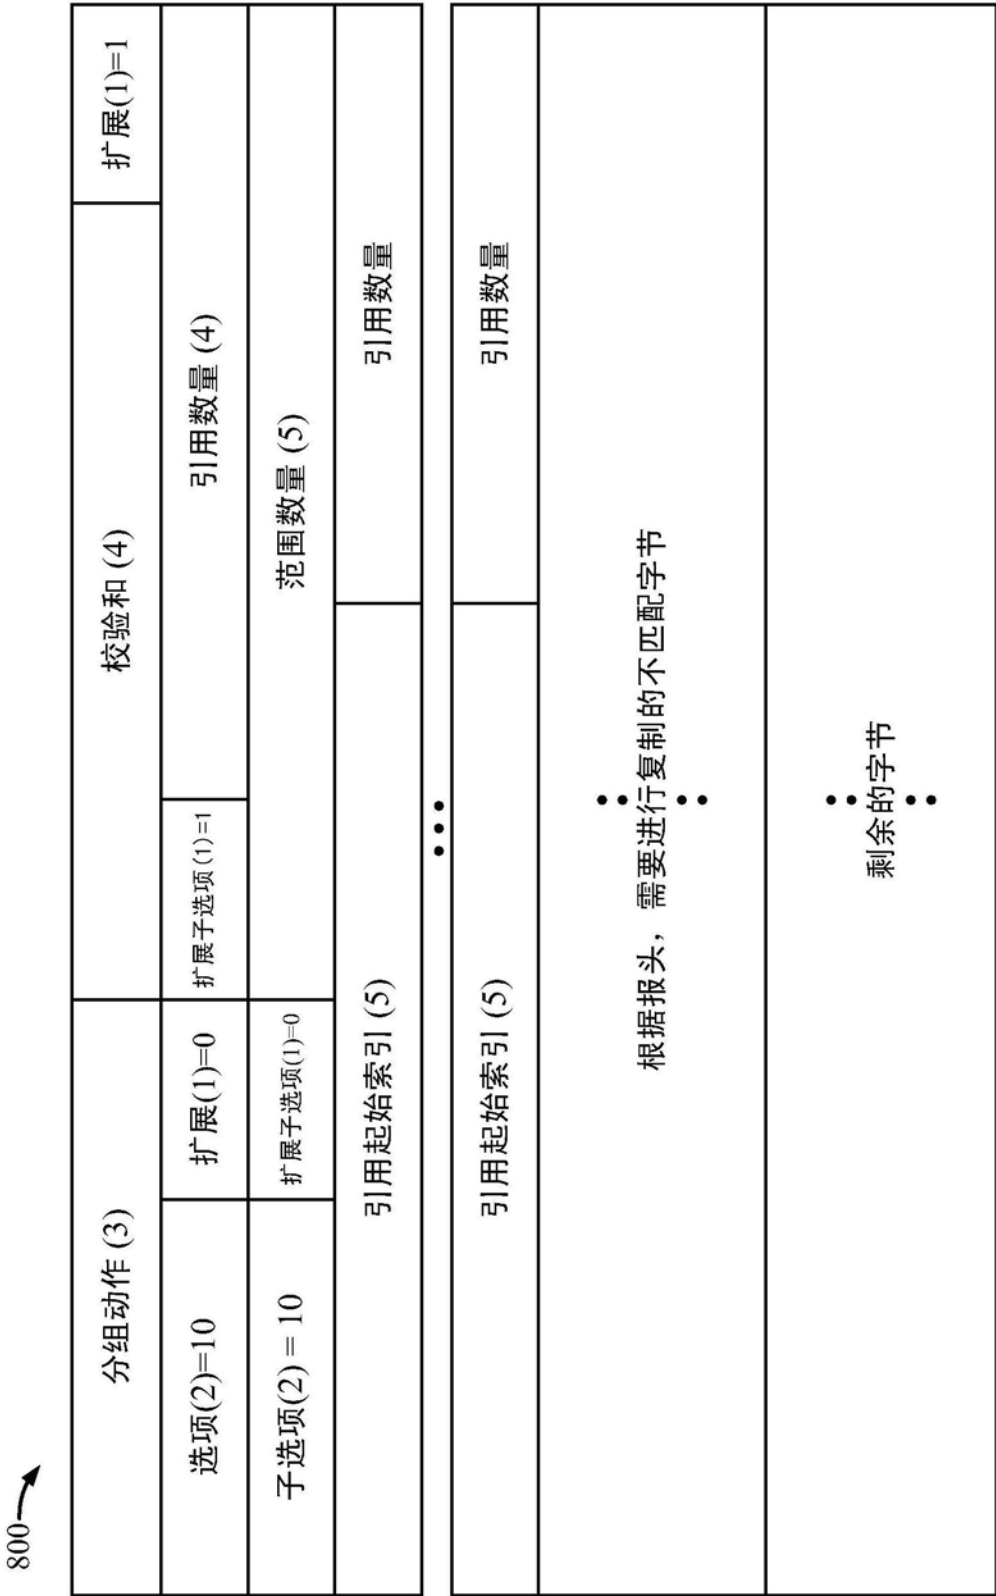 800
分组动作 (3)
校验和 (4)
扩展(1)=1
选项(2)=10
扩展(1)=0
扩展子选项(1)=1
引用数量 (4)
子选项(2) = 10
扩展子选项(1)=0
范围数量 (5)
引用起始索引 (5)
引用数量
引用起始索引 (5)
引用数量
根据报头，需要进行复制的不匹配字节
剩余的字节